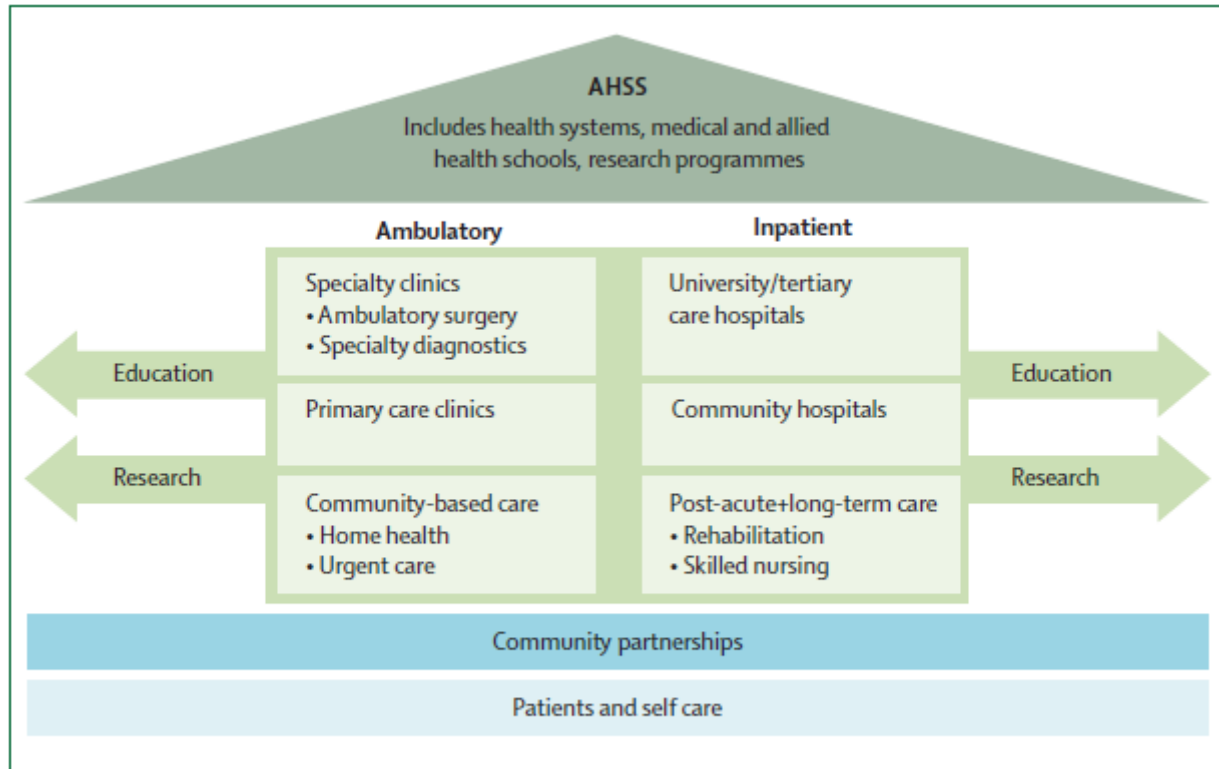 AHSS
Includes health systems, medical and allied
health schools, research programmes
Ambulatory
Inpatient
Specialty clinics
• Ambulatory surgery
• Specialty diagnostics
University/tertiary
care hospitals
Education
Education
Primary care clinics
Community hospitals
Research
Research
Community-based care
• Home health
• Urgent care
Post-acute+long-term care
• Rehabilitation
• Skilled nursing
Community partnerships
Patients and self care